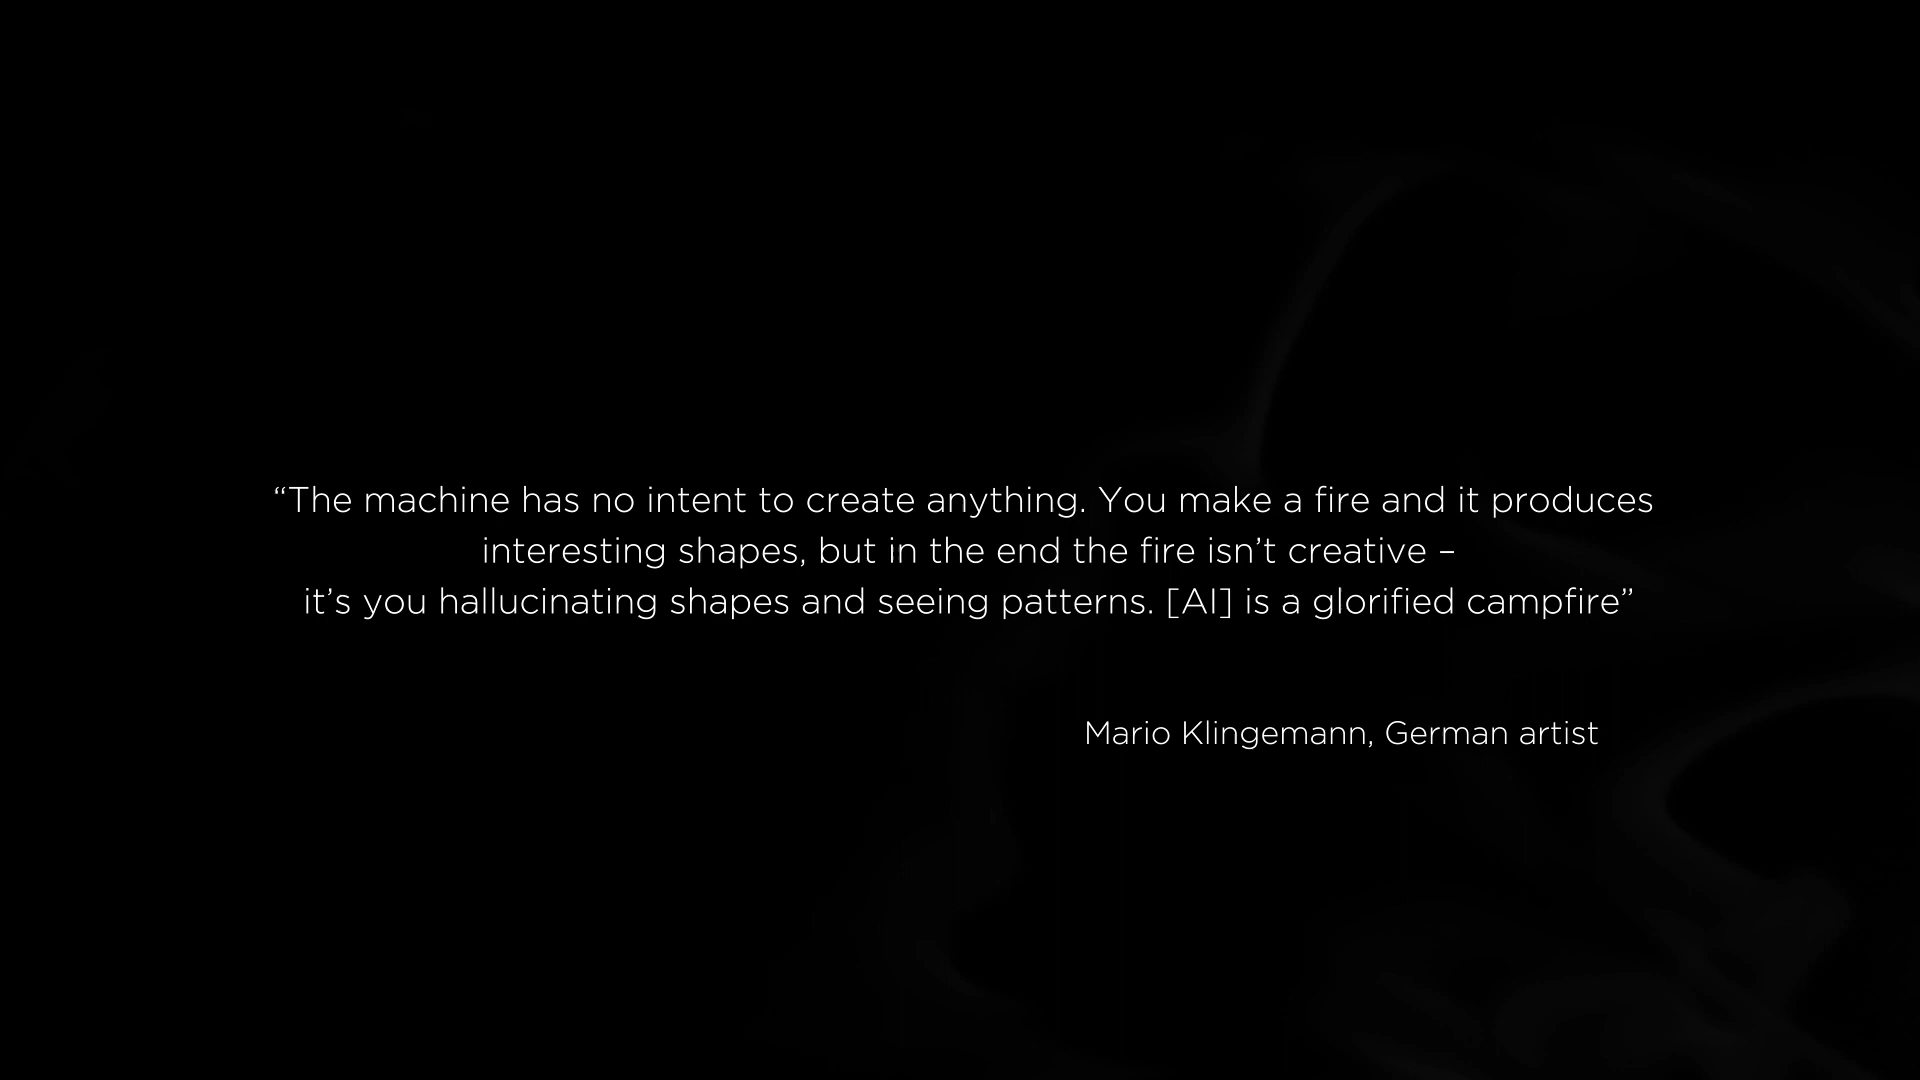 “The machine has no intent to create anything. You make a fire and it produces
interesting shapes, but in the end the fire isn’t creative –
it’s you hallucinating shapes and seeing patterns. [AI] is a glorified campfire”
Mario Klingemann, German artist